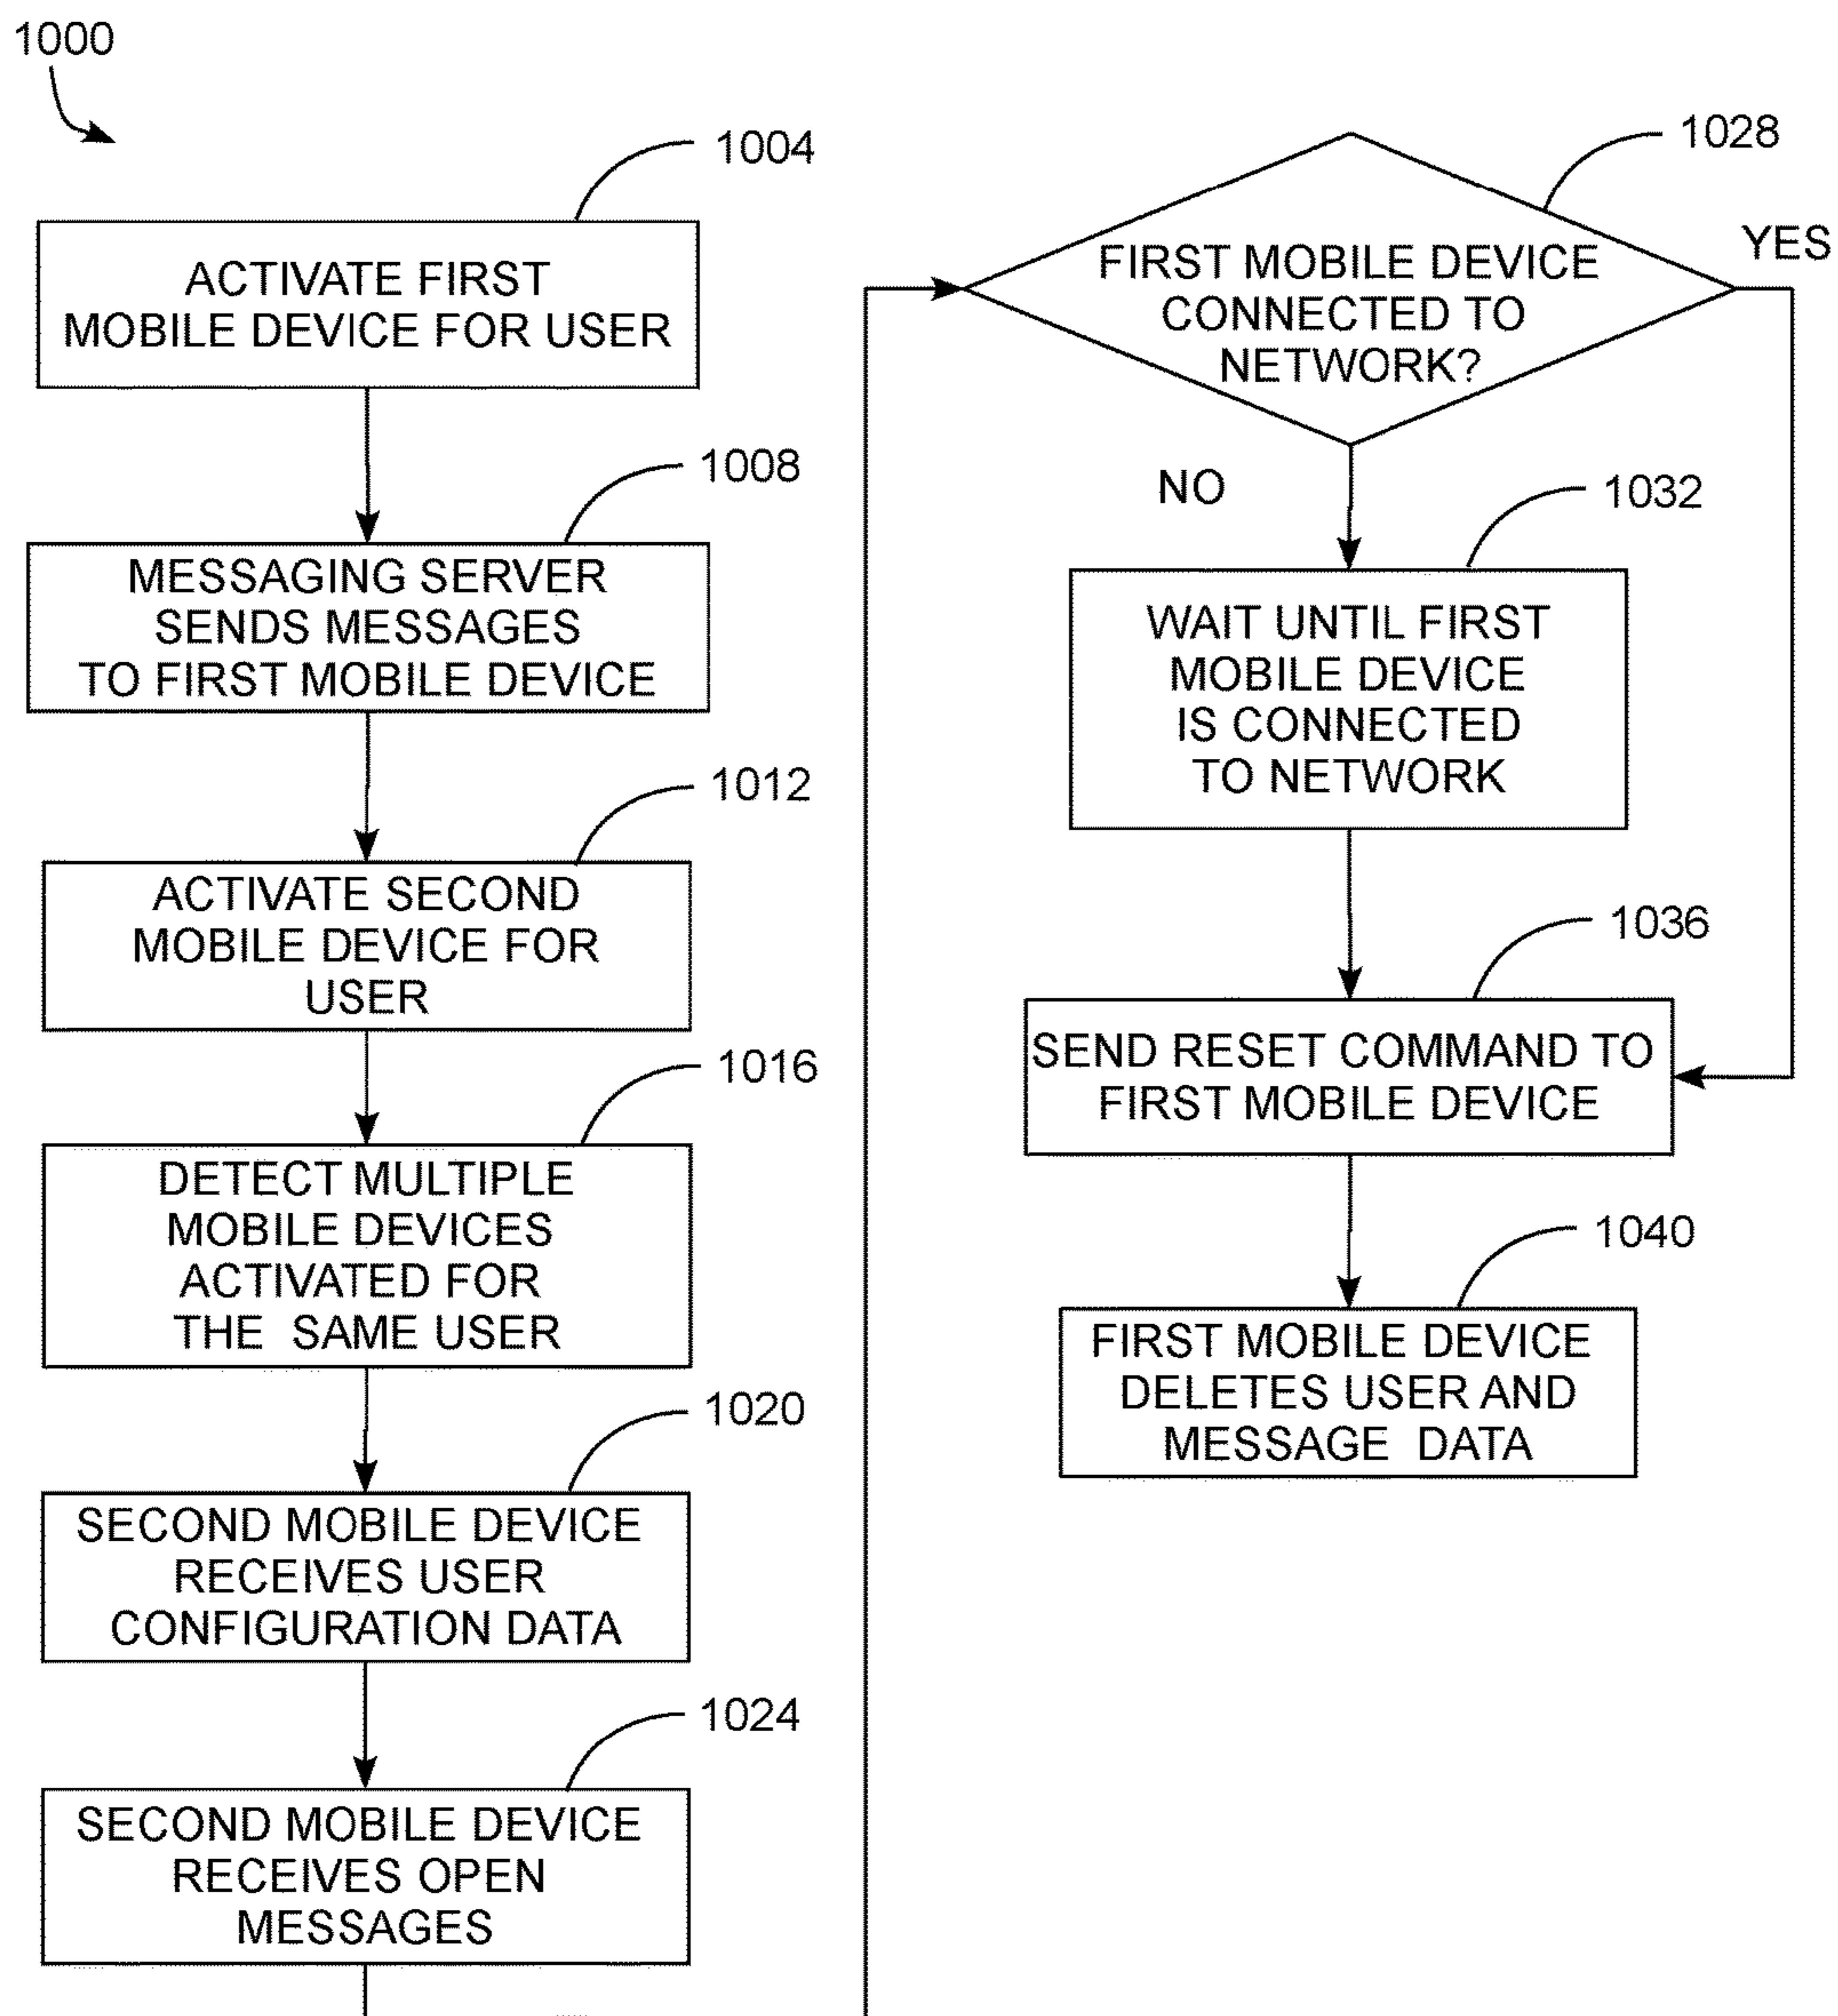 1000
1004
ACTIVATE FIRST
MOBILE DEVICE FOR USER
1008
MESSAGING SERVER
SENDS MESSAGES
TO FIRST MOBILE DEVICE
1012
ACTIVATE SECOND
MOBILE DEVICE FOR
USER
1016
DETECT MULTIPLE
MOBILE DEVICES
ACTIVATED FOR
THE SAME USER
1020
SECOND MOBILE DEVICE
RECEIVES USER
CONFIGURATION DATA
1024
SECOND MOBILE DEVICE
RECEIVES OPEN
MESSAGES
1028
FIRST MOBILE DEVICE
CONNECTED TO
NETWORK?
YES
NO
1032
WAIT UNTIL FIRST
MOBILE DEVICE
IS CONNECTED
TO NETWORK
1036
SEND RESET COMMAND TO
FIRST MOBILE DEVICE
1040
FIRST MOBILE DEVICE
DELETES USER AND
MESSAGE DATA